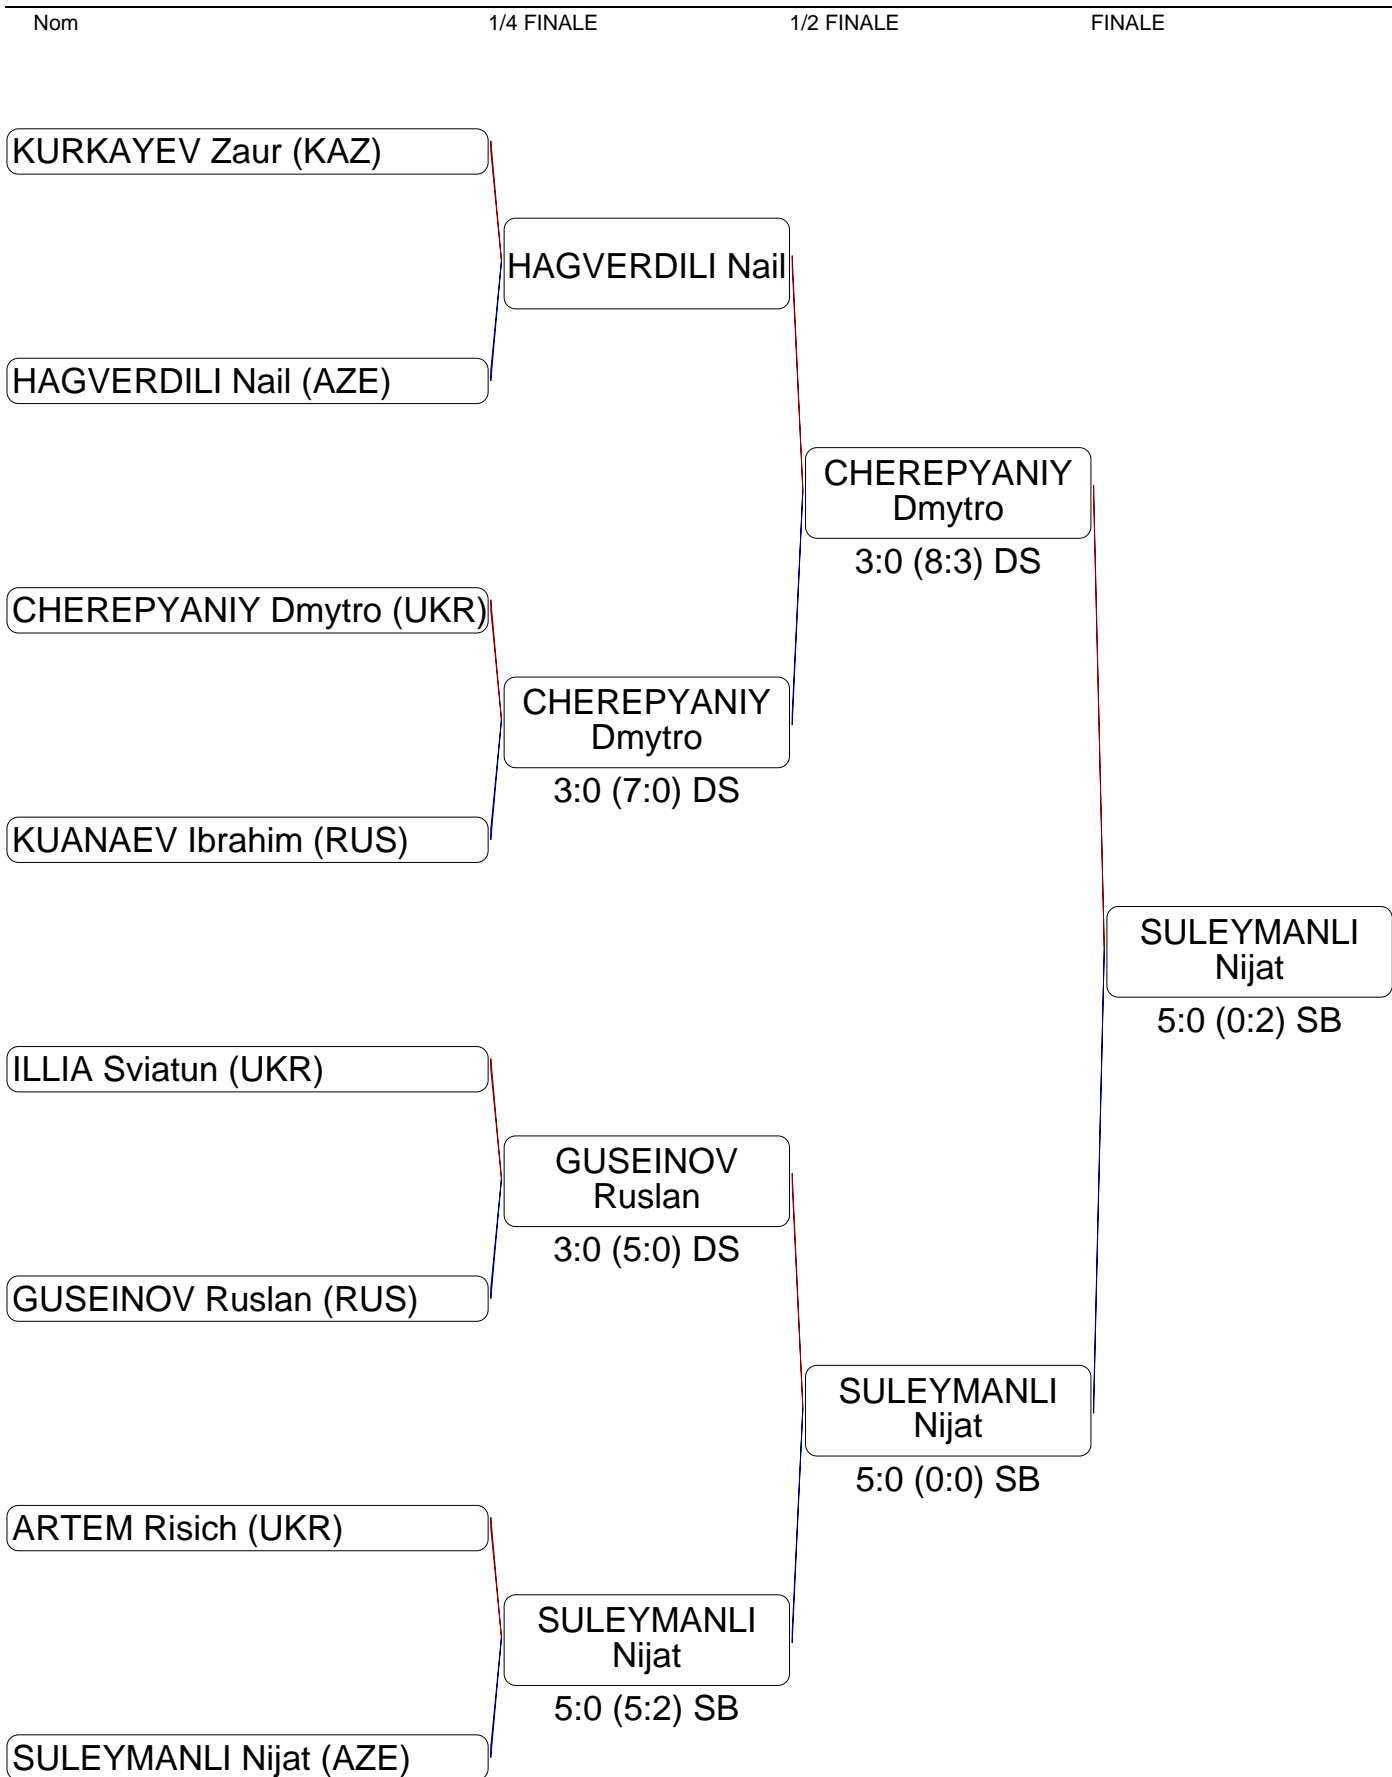 Nom 1/4 FINALE 1/2 FINALE FINALE
KURKAYEV Zaur (KAZ)
HAGVERDILI Nail
HAGVERDILI Nail (AZE)
CHEREPYANIY
Dmytro
3:0 (8:3) DS
CHEREPYANIY Dmytro (UKR)
CHEREPYANIY
Dmytro
3:0 (7:0) DS
KUANAEV Ibrahim (RUS)
SULEYMANLI
Nijat
5:0 (0:2) SB
ILLIA Sviatun (UKR)
GUSEINOV
Ruslan
3:0 (5:0) DS
GUSEINOV Ruslan (RUS)
SULEYMANLI
Nijat
5:0 (0:0) SB
ARTEM Risich (UKR)
SULEYMANLI
Nijat
5:0 (5:2) SB
SULEYMANLI Nijat (AZE)